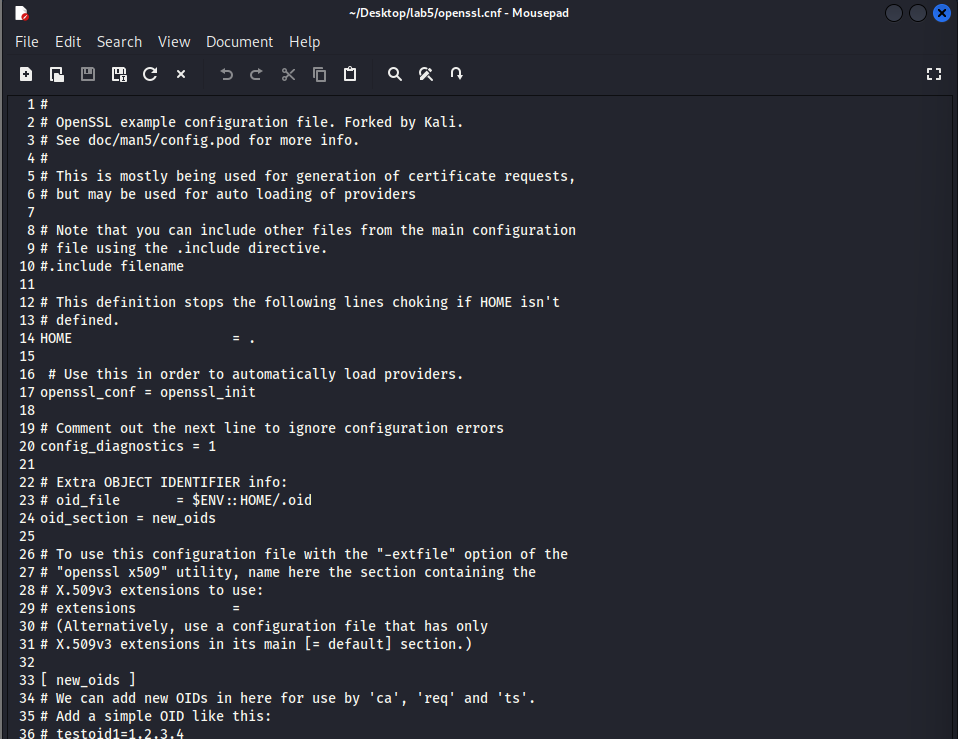 ~/Desktop/lab5/openssl.cnf - Mousepad
File Edit Search View Document Help
1 #
2 # OpenSSL example configuration file. Forked by Kali.
3 # See doc/man5/config.pod for more info.
4 #
5 # This is mostly being used for generation of certificate requests,
6 # but may be used for auto loading of providers
7
8 # Note that you can include other files from the main configuration
9 # file using the .include directive.
10 #.include filename
11
12 # This definition stops the following lines choking if HOME isn't
13 # defined.
14 HOME                    = .
15
16  # Use this in order to automatically load providers.
17 openssl_conf = openssl_init
18
19 # Comment out the next line to ignore configuration errors
20 config_diagnostics = 1
21
22 # Extra OBJECT IDENTIFIER info:
23 # oid_file       = $ENV::HOME/.oid
24 oid_section = new_oids
25
26 # To use this configuration file with the "-extfile" option of the
27 # "openssl x509" utility, name here the section containing the
28 # X.509v3 extensions to use:
29 # extensions            =
30 # (Alternatively, use a configuration file that has only
31 # X.509v3 extensions in its main [= default] section.)
32
33 [ new_oids ]
34 # We can add new OIDs in here for use by 'ca', 'req' and 'ts'.
35 # Add a simple OID like this:
36 # testoid1=1.2.3.4